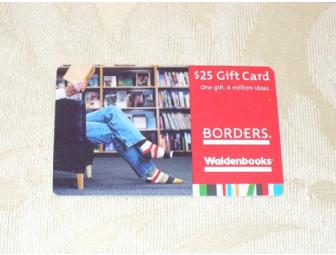 $25 Gift Card
One gift. A million ideas.
BORDERS.
Waldenbooks